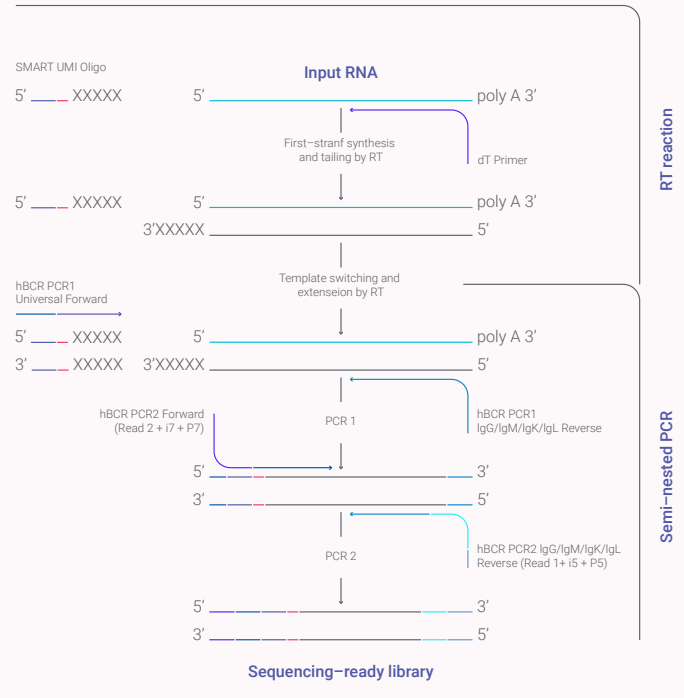 SMART UMI Oligo
Input RNA
5’ XXXXX 5’ poly A 3’
First–stranf synthesis
and tailing by RT
dT Primer
RT reaction
5’ XXXXX 5’ poly A 3’
3’XXXXX 5’
Template switching and
extenseion by RT
hBCR PCR1
Universal Forward
5’ XXXXX 5’ poly A 3’
3’ XXXXX 3’XXXXX 5’
hBCR PCR2 Forward
(Read 2 + i7 + P7)
PCR 1
hBCR PCR1
IgG/IgM/IgK/IgL Reverse
Semi–nested PCR
5’ 3’
3’ 5’
PCR 2
hBCR PCR2 IgG/IgM/IgK/IgL
Reverse (Read 1+ i5 + P5)
5’ 3’
3’ 5’
Sequencing–ready library